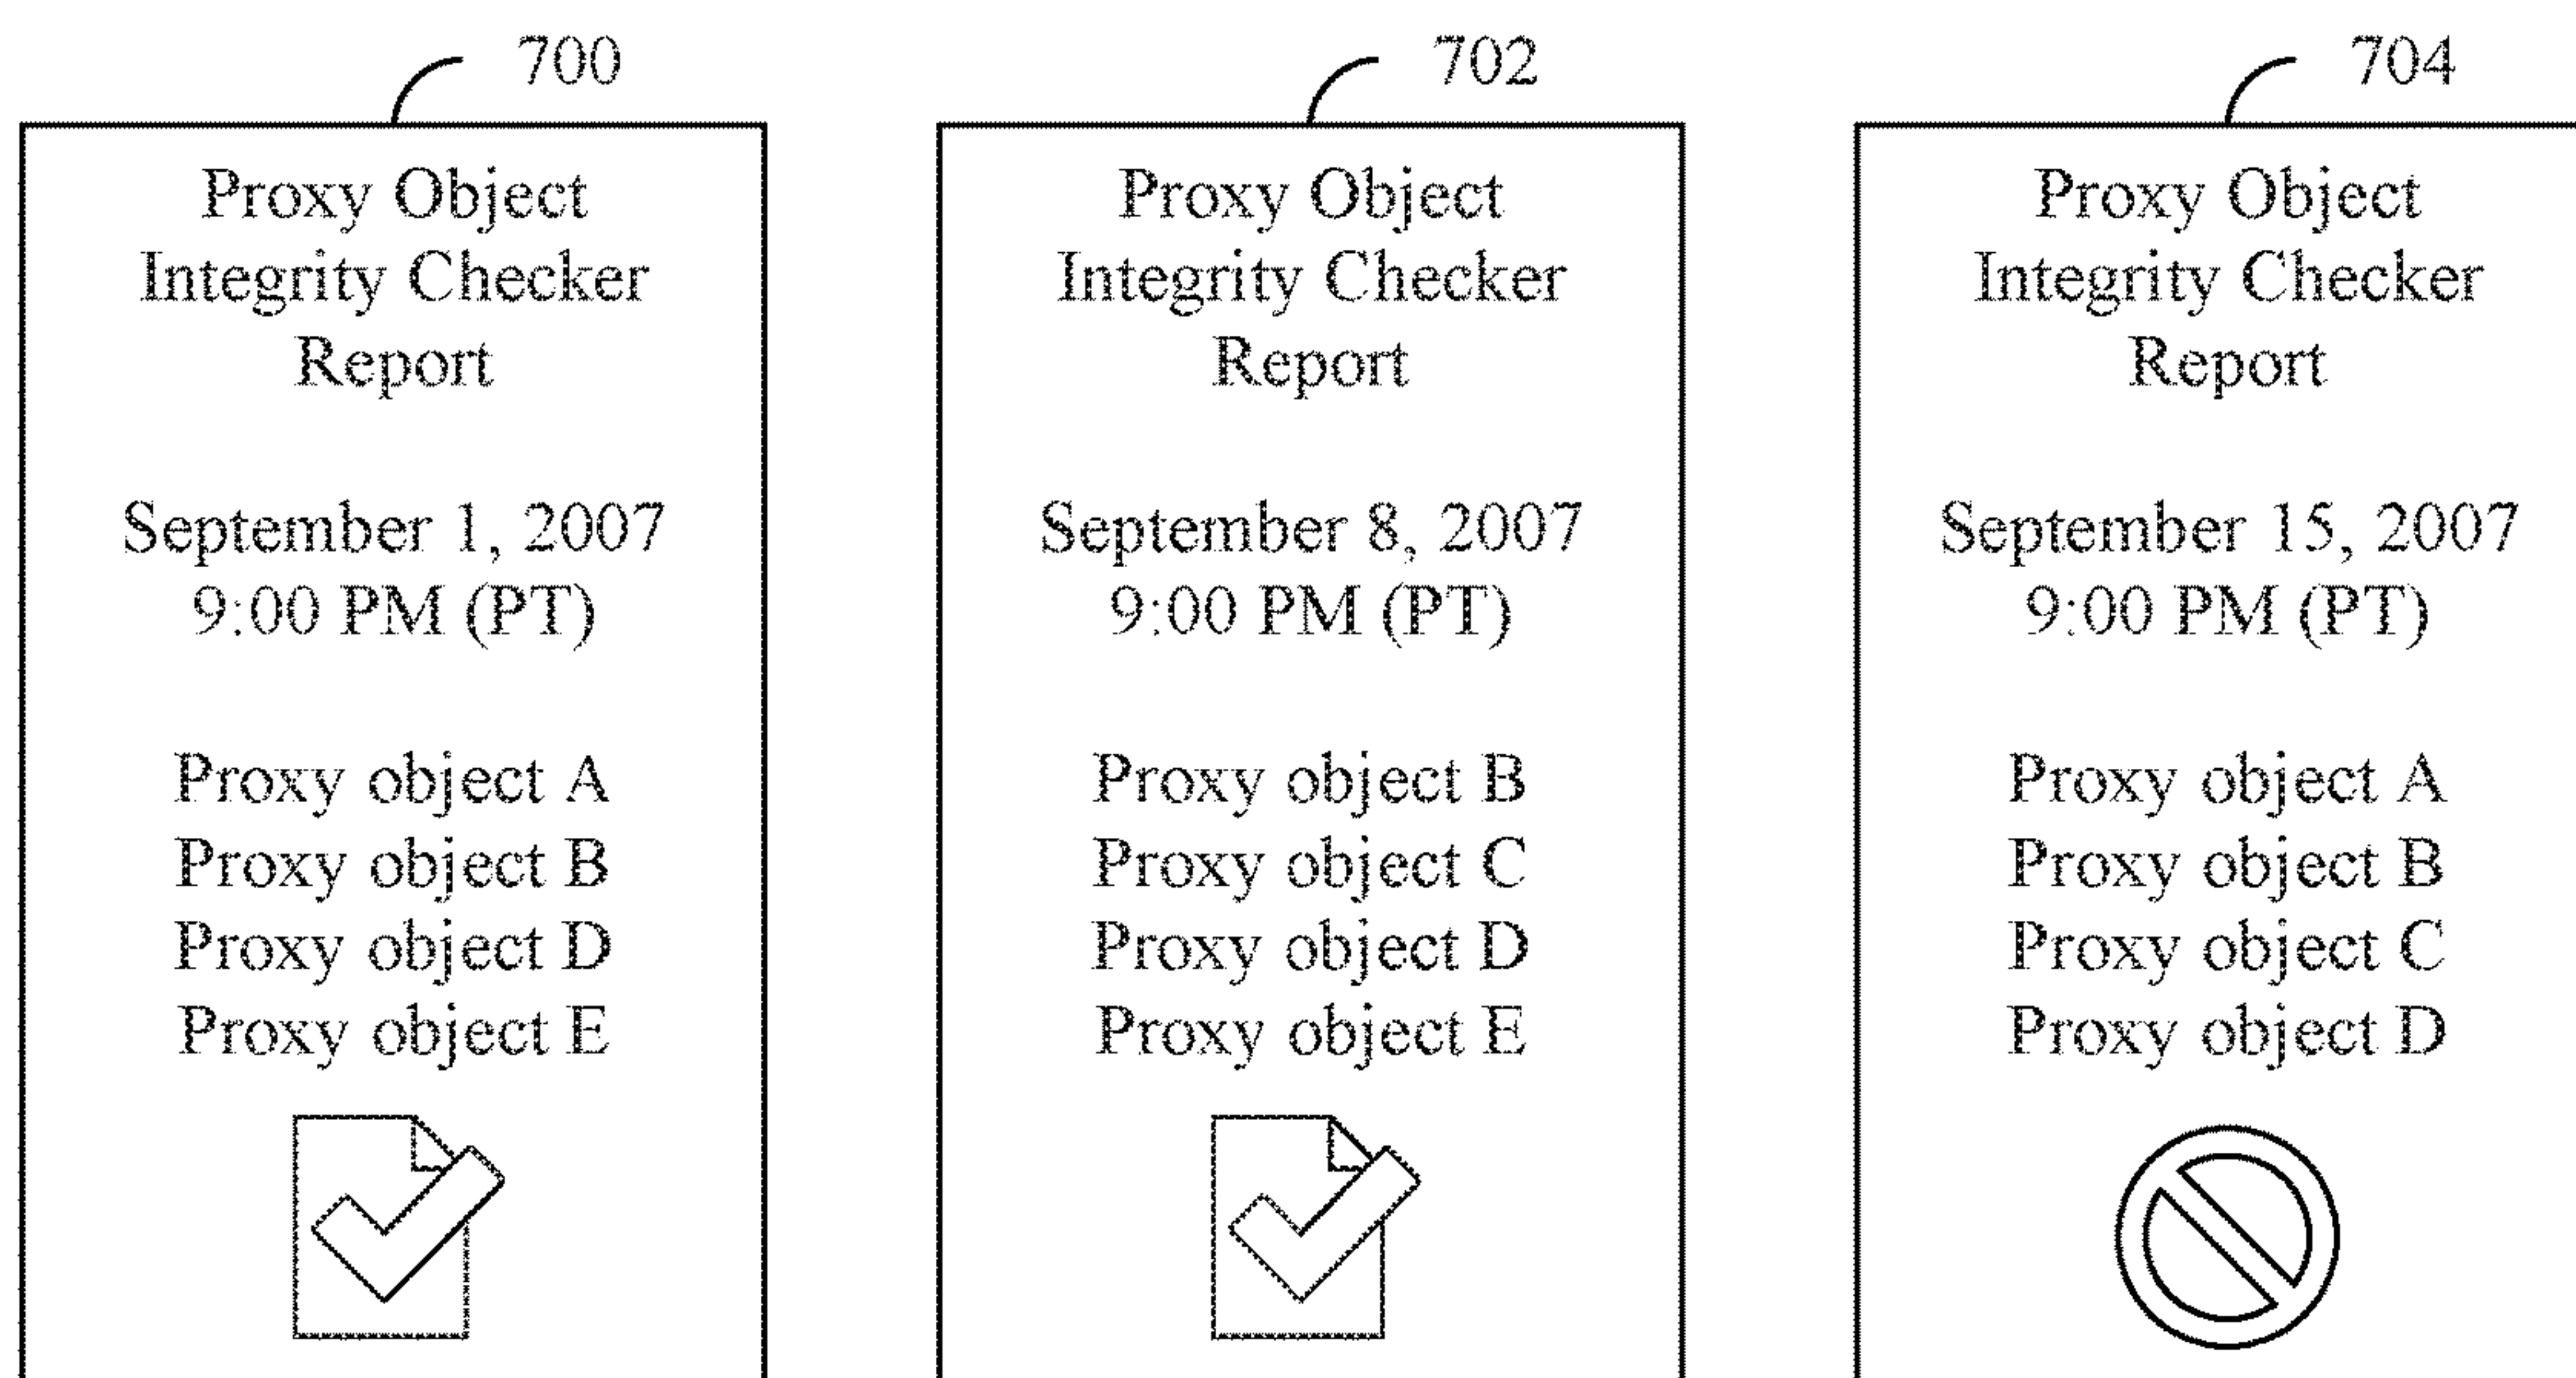 700
Proxy Object
Integrity Checker
Report
September 1, 2007
9:00 PM (PT)
Proxy object A
Proxy object B
Proxy object D
Proxy object E
702
Proxy Object
Integrity Checker
Report
September 8, 2007
9:00 PM (PT)
Proxy object B
Proxy object C
Proxy object D
Proxy object E
704
Proxy Object
Integrity Checker
Report
September 15, 2007
9:00 PM (PT)
Proxy object A
Proxy object B
Proxy object C
Proxy object D